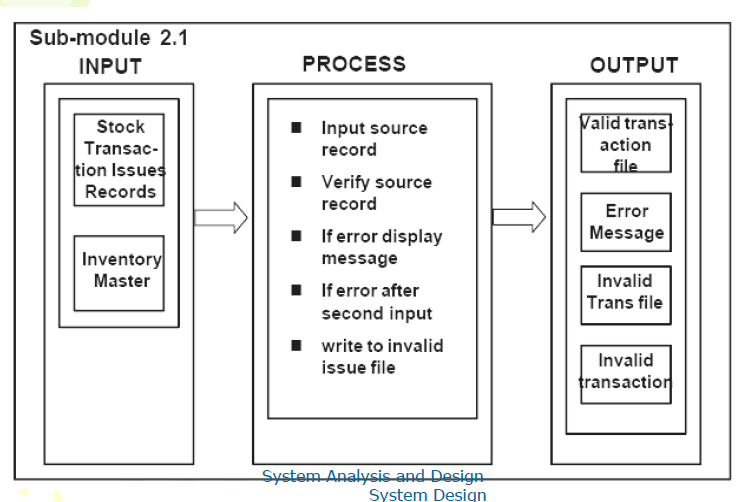 Sub-module 2.1
INPUT
PROCESS
OUTPUT
Stock
Transac-
tion Issues
Records
Inventory
Master
Input source
record
Verify source
record
If error display
message
If error after
second input
write to invalid
issue file
Valid trans-
action
file
Error
Message
Invalid
Trans file
Invalid
transaction
System Analysis and Design
System Design